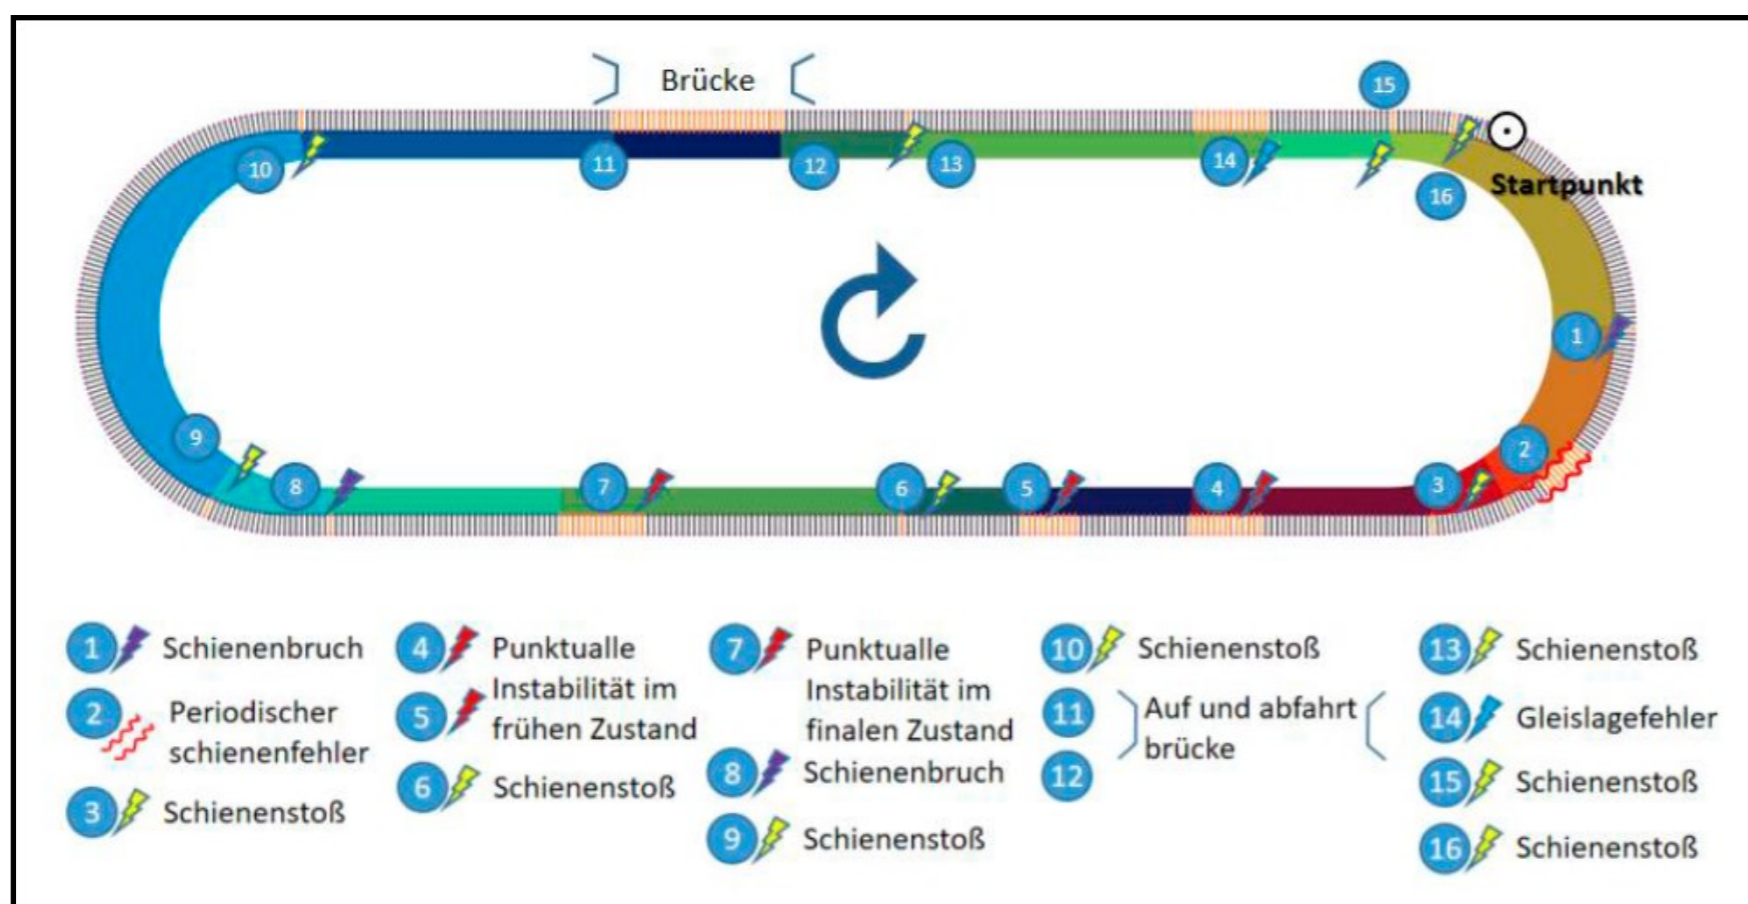 Brücke
15
10
11
12
13
14
16
Startpunkt
1
9
8
7
6
5
4
3
2
1 Schienenbruch
2 Periodischer
schienenfehler
3 Schienenstoß
4 Punktualle
Instabilität im
5 frühen Zustand
6 Schienenstoß
7 Punktualle
Instabilität im
finalen Zustand
8 Schienenbruch
9 Schienenstoß
10 Schienenstoß
11 Auf und abfahrt
brücke
12
13 Schienenstoß
14 Gleislagefehler
15 Schienenstoß
16 Schienenstoß